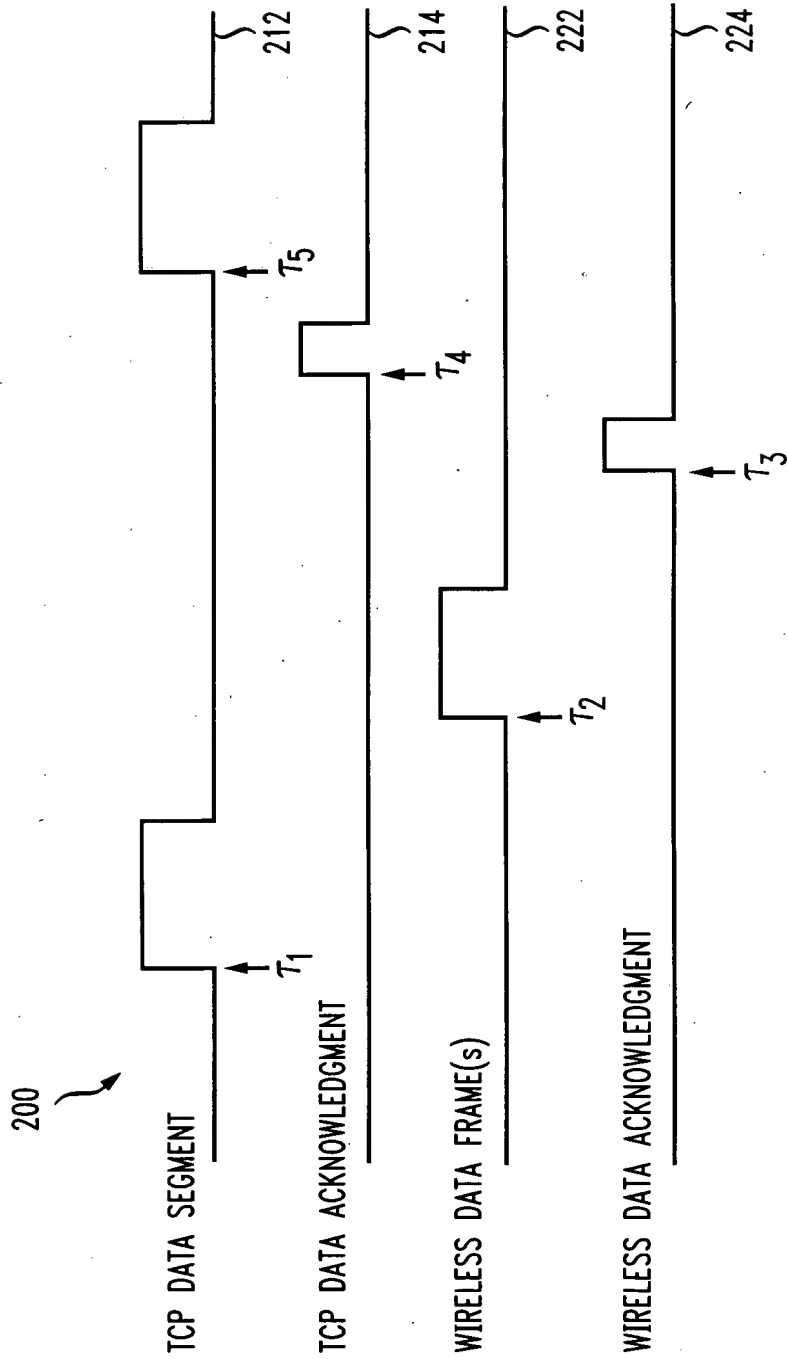 200
TCP DATA SEGMENT
τ1
τ5
212
TCP DATA ACKNOWLEDGMENT
τ4
214
WIRELESS DATA FRAME(s)
τ2
222
WIRELESS DATA ACKNOWLEDGMENT
τ3
224